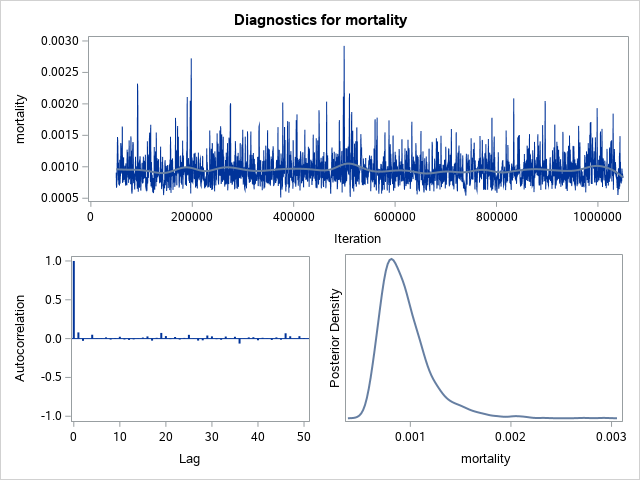 Diagnostics for mortality
0.0030
0.0025
0.0020
0.0015
0.0010
0.0005
mortality
0 200000 400000 600000 800000 1000000
Iteration
1.0
0.5
0.0
-0.5
-1.0
Autocorrelation
0 10 20 30 40 50
Lag
Posterior Density
0.001 0.002 0.003
mortality